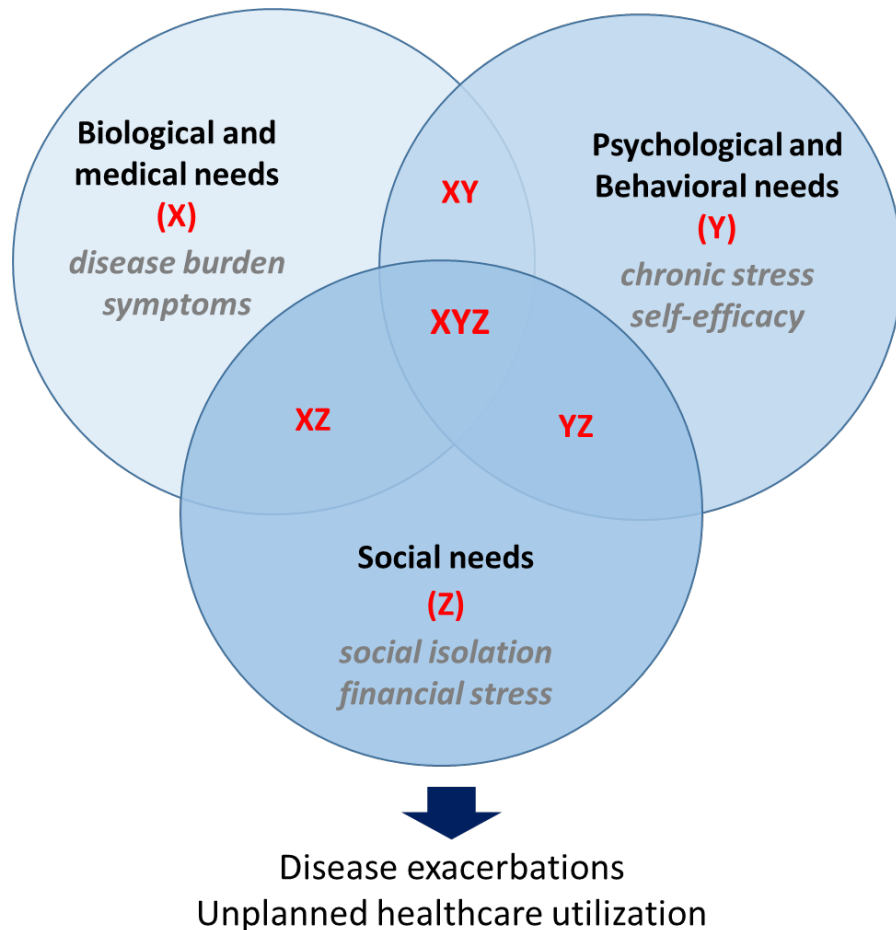 Biological and
medical needs
(X)
disease burden
symptoms
XY
Psychological and
Behavioral needs
(Y)
chronic stress
self-efficacy
XYZ
XZ
YZ
Social needs
(Z)
social isolation
financial stress
Disease exacerbations
Unplanned healthcare utilization